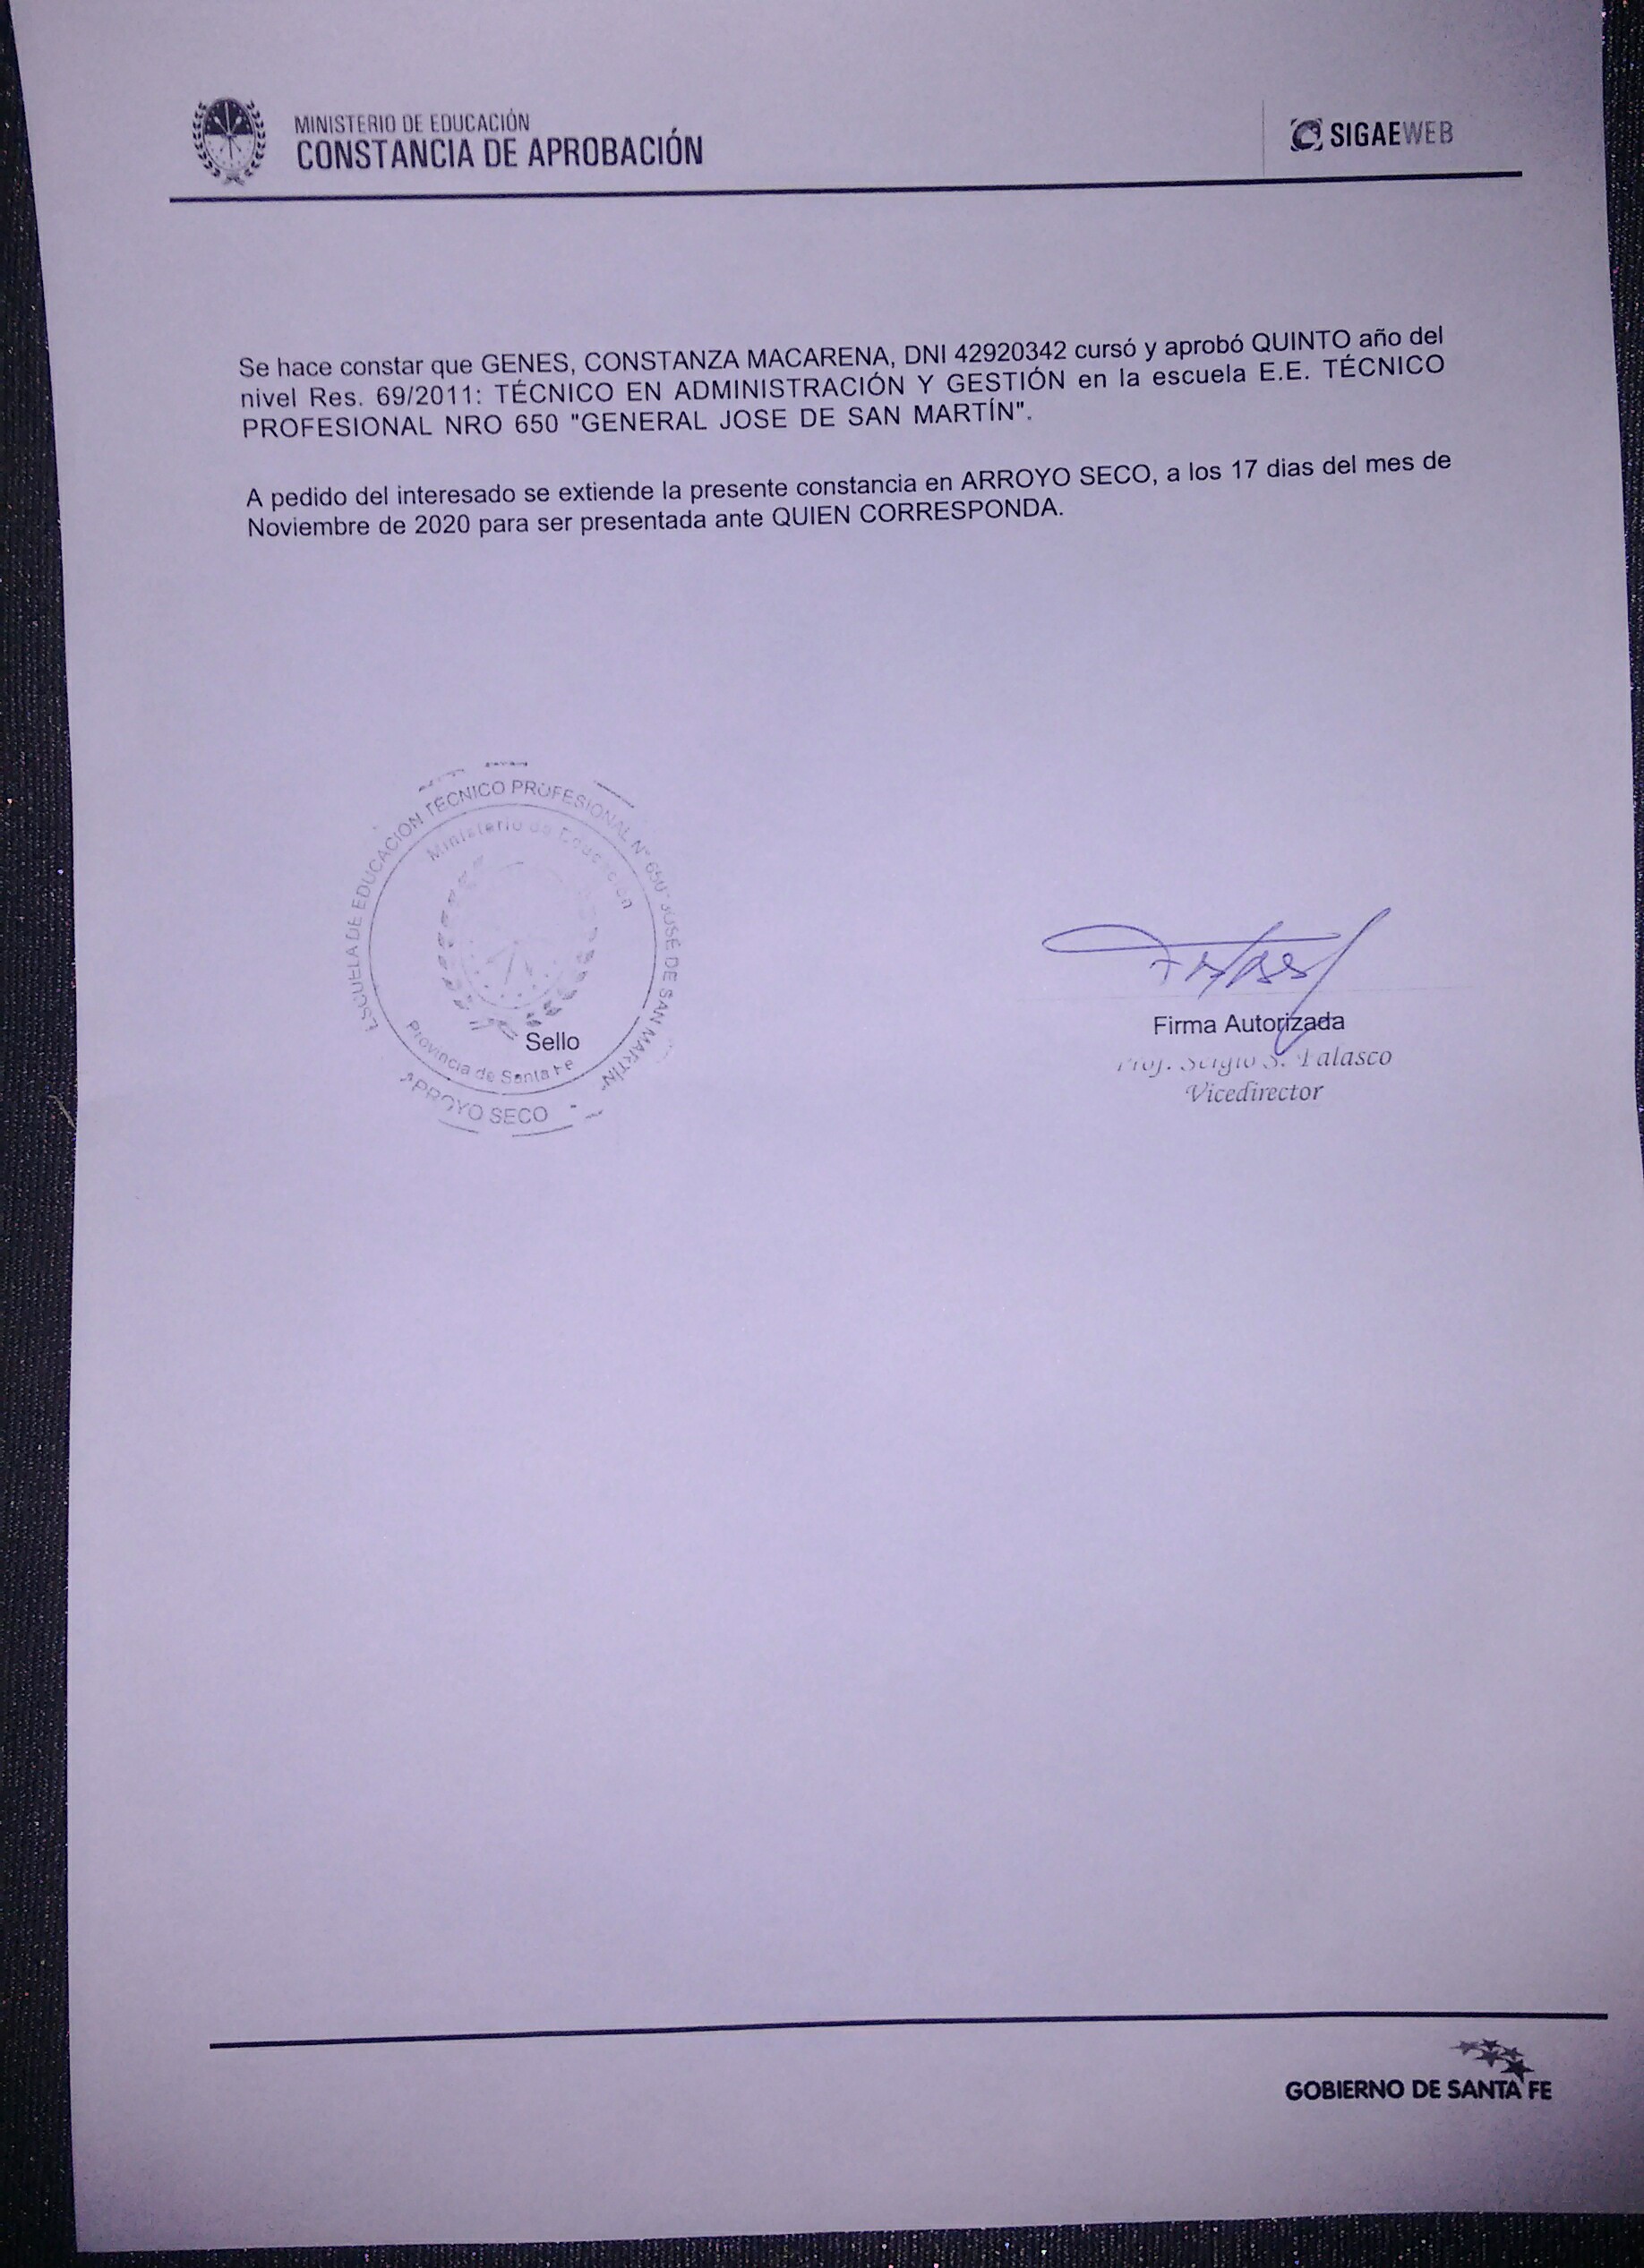 MINISTERIO DE EDUCACIÓN
CONSTANCIA DE APROBACIÓN
SIGAEWEB
Se hace constar que GENES, CONSTANZA MACARENA, DNI 42920342 cursó y aprobó QUINTO año del
nivel Res. 69/2011: TÉCNICO EN ADMINISTRACIÓN Y GESTIÓN en la escuela E.E. TÉCNICO
PROFESIONAL NRO 650 "GENERAL JOSE DE SAN MARTÍN".
A pedido del interesado se extiende la presente constancia en ARROYO SECO, a los 17 dias del mes de
Noviembre de 2020 para ser presentada ante QUIEN CORRESPONDA.
ESCUELA DE EDUCACION TÉCNICO PROFESIONAL N° 650 "JOSÉ DE SAN MARTÍN"
Ministerio de Educación
Provincia de Santa Fe
ARROYO SECO
Sello
Firma Autorizada
Prof. Sergio S.
Vicedirector
GOBIERNO DE SANTA FE